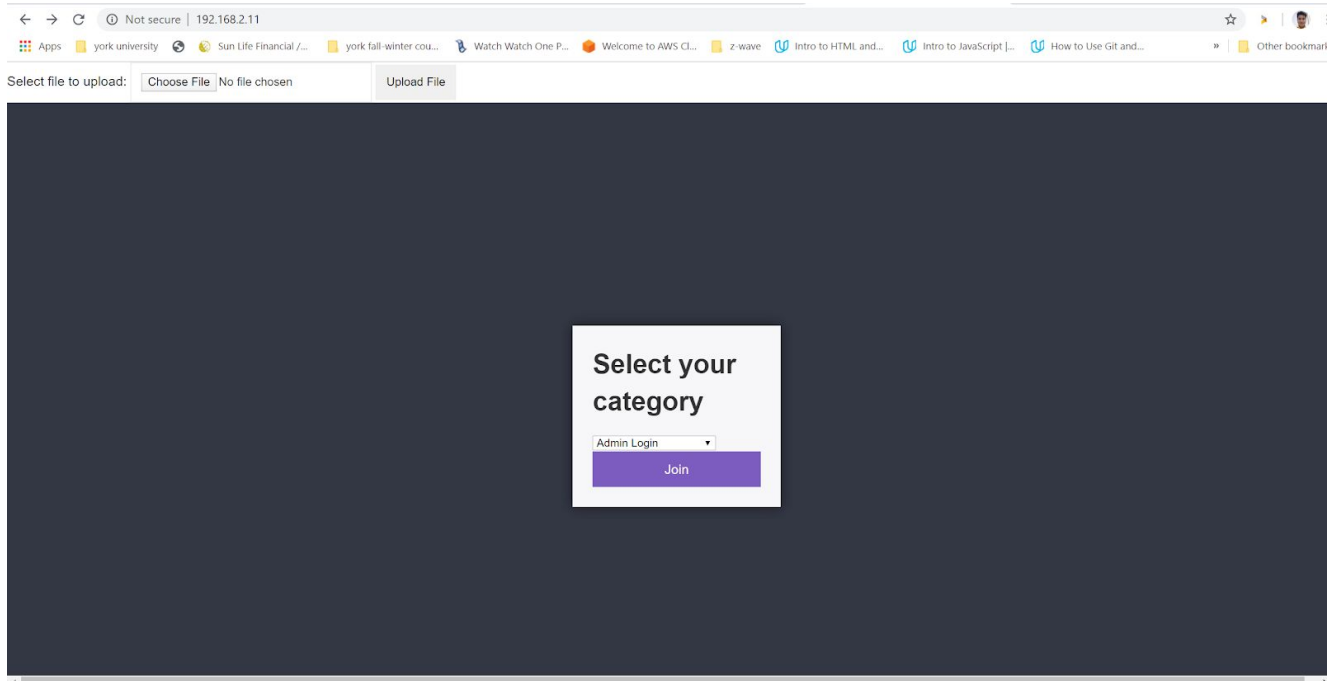 Not secure | 192.168.2.11
Apps york university Sun Life Financial /... york fall-winter cou... Watch Watch One P... Welcome to AWS Cl... z-wave Intro to HTML and... Intro to JavaScript |... How to Use Git and... » Other bookmark
Select file to upload: Choose File No file chosen Upload File
Select your
category
Admin Login
Join